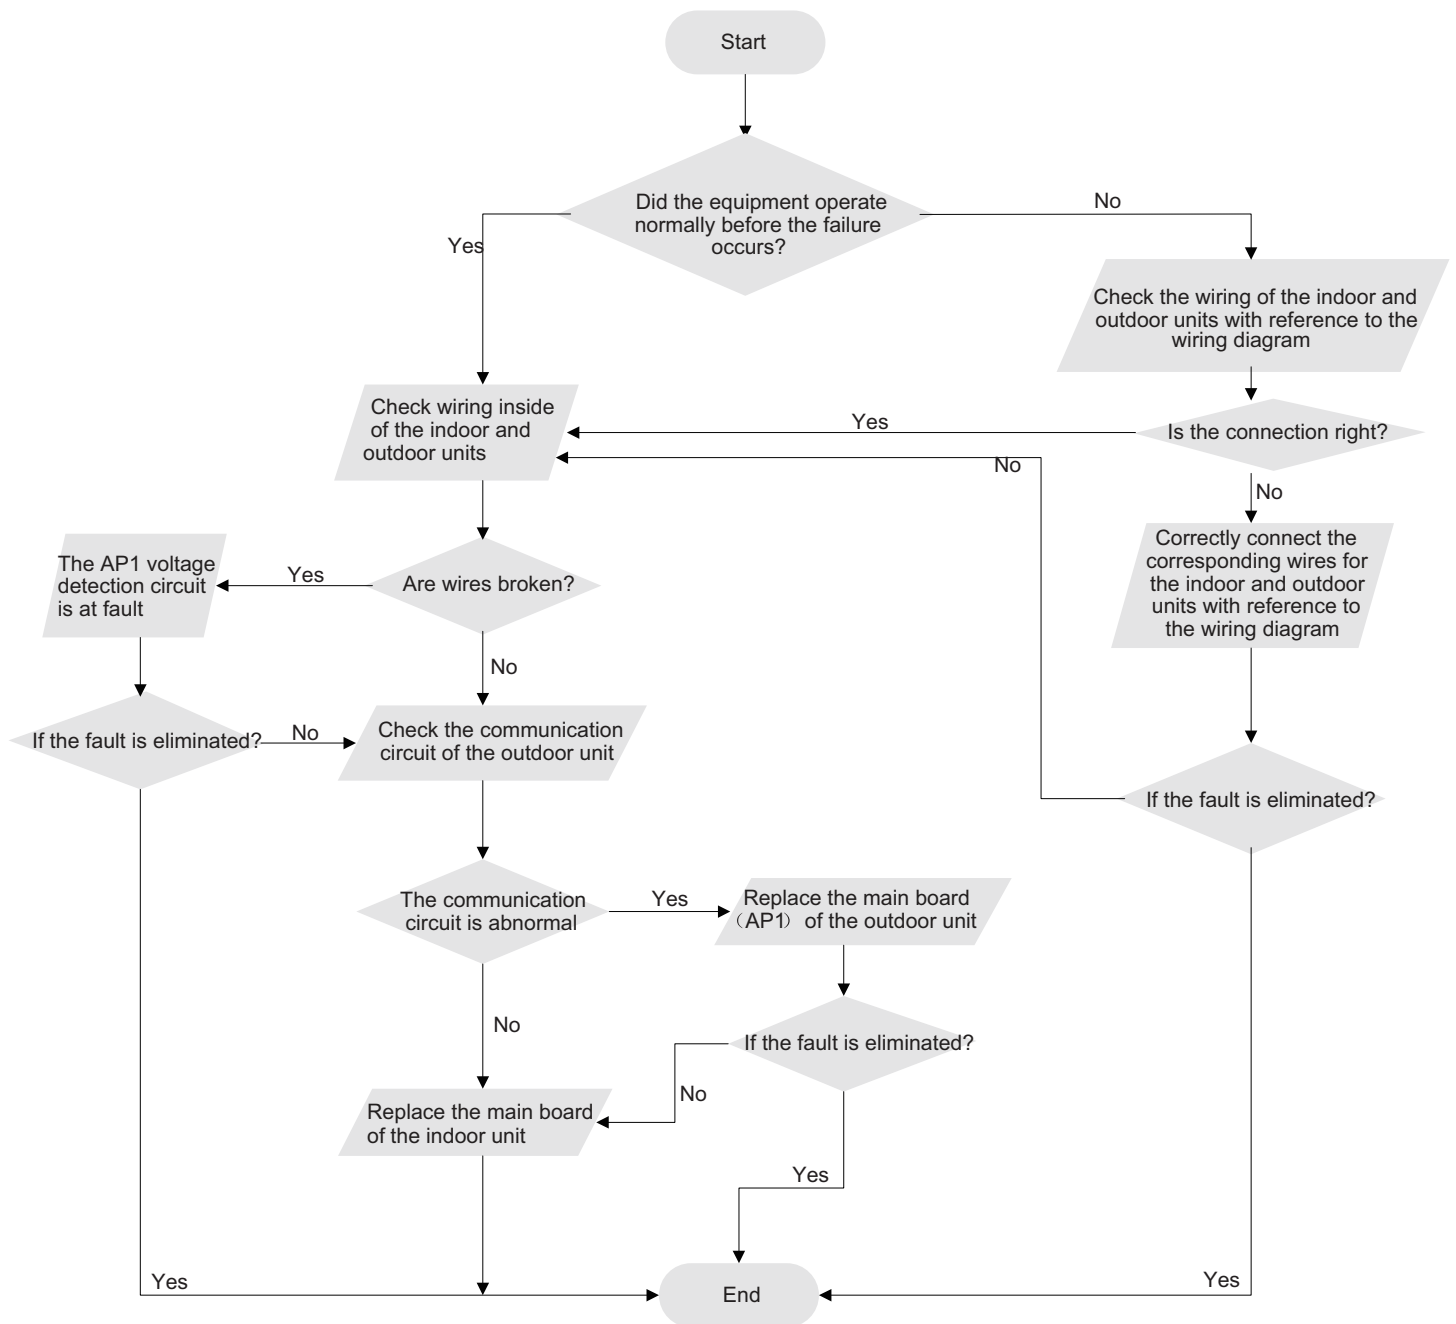 Start
Did the equipment operate
normally before the failure
occurs?
No
Yes
Check the wiring of the indoor and
outdoor units with reference to the
wiring diagram
Check wiring inside
of the indoor and
outdoor units
Yes
Is the connection right?
No
No
The AP1 voltage
detection circuit
is at fault
Yes
Are wires broken?
Correctly connect the
corresponding wires for
the indoor and outdoor
units with reference to
the wiring diagram
No
If the fault is eliminated?
No
Check the communication
circuit of the outdoor unit
If the fault is eliminated?
The communication
circuit is abnormal
Yes
Replace the main board
（AP1） of the outdoor unit
No
If the fault is eliminated?
No
Replace the main board
of the indoor unit
Yes
Yes
End
Yes